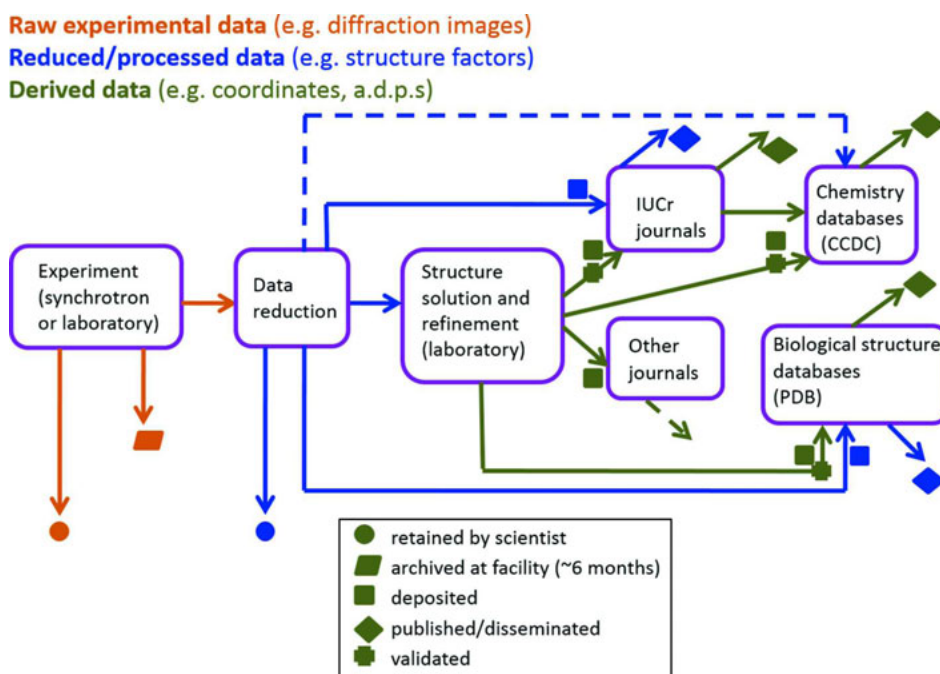 Raw experimental data (e.g. diffraction images)
Reduced/processed data (e.g. structure factors)
Derived data (e.g. coordinates, a.d.p.s)
Experiment
(synchrotron
or laboratory)
Data
reduction
Structure
solution and
refinement
(laboratory)
IUCr
journals
Other
journals
Chemistry
databases
(CCDC)
Biological structure
databases
(PDB)
retained by scientist
archived at facility (~6 months)
deposited
published/disseminated
validated